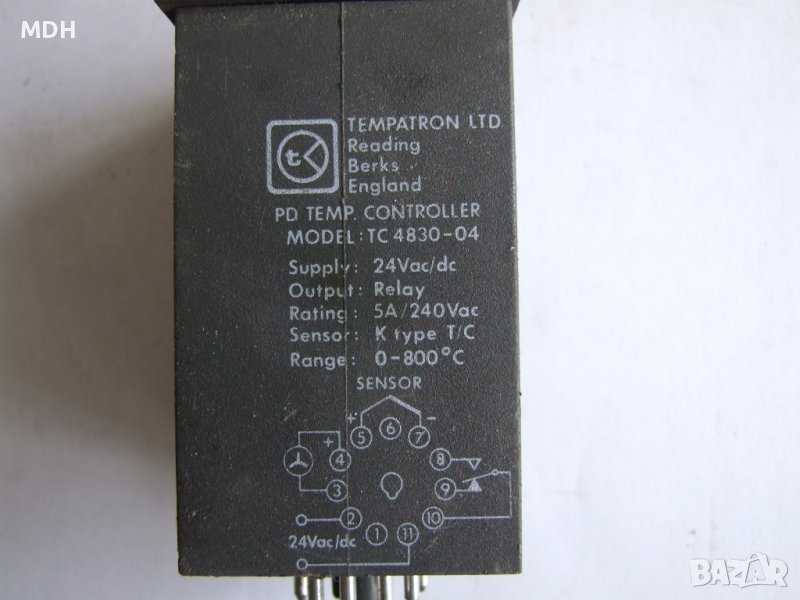 MDH
t
TEMPATRON LTD
Reading
Berks
England
PD TEMP. CONTROLLER
MODEL: TC 4830-04
Supply: 24Vac/dc
Output: Relay
Rating: 5A/240Vac
Sensor: K type T/C
Range: 0-800°C
SENSOR
+ 5 6 7 -
+ 4 8
3 9
2 1 11 10
24Vac/dc
BAZAR